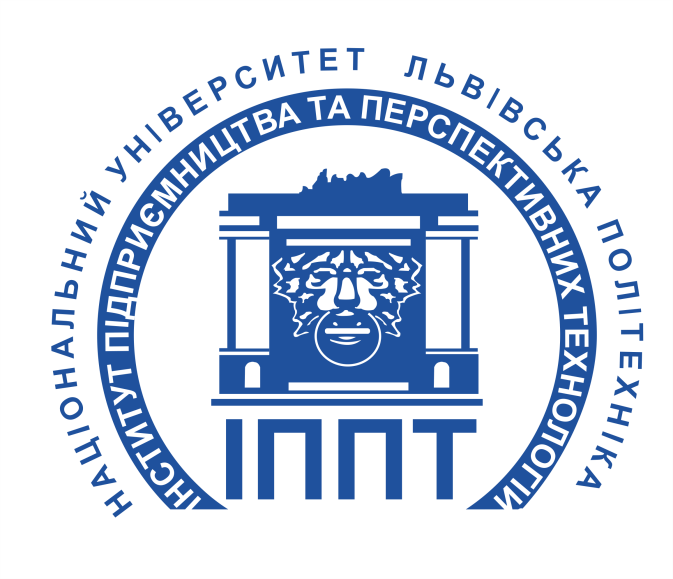 НАЦІОНАЛЬНИЙ УНІВЕРСИТЕТ ЛЬВІВСЬКА ПОЛІТЕХНІКА
ІНСТИТУТ ПІДПРИЄМНИЦТВА ТА ПЕРСПЕКТИВНИХ ТЕХНОЛОГІЙ
ІППТ